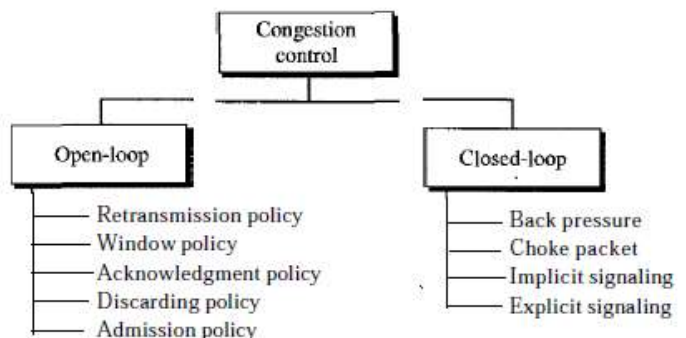 Congestion
control
Open-loop
Closed-loop
Retransmission policy
Window policy
Acknowledgment policy
Discarding policy
Admission policy
Back pressure
Choke packet
Implicit signaling
Explicit signaling